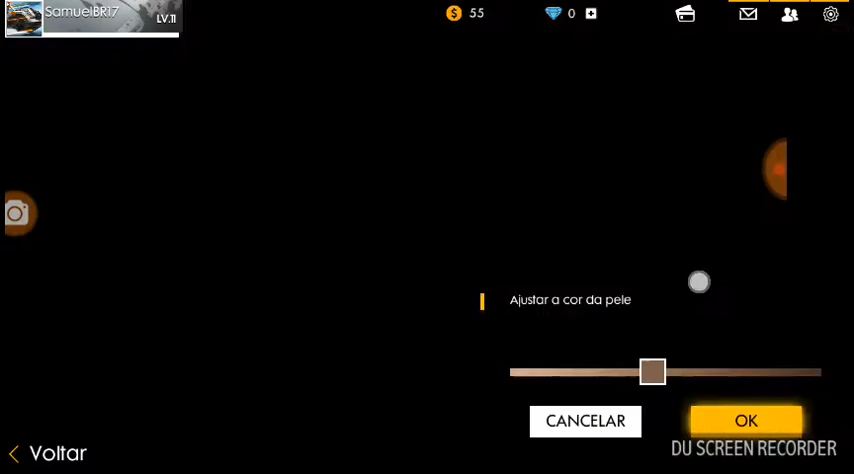 SamuelBR17
LV.11
55
0
Ajustar a cor da pele
CANCELAR
OK
DU SCREEN RECORDER
Voltar